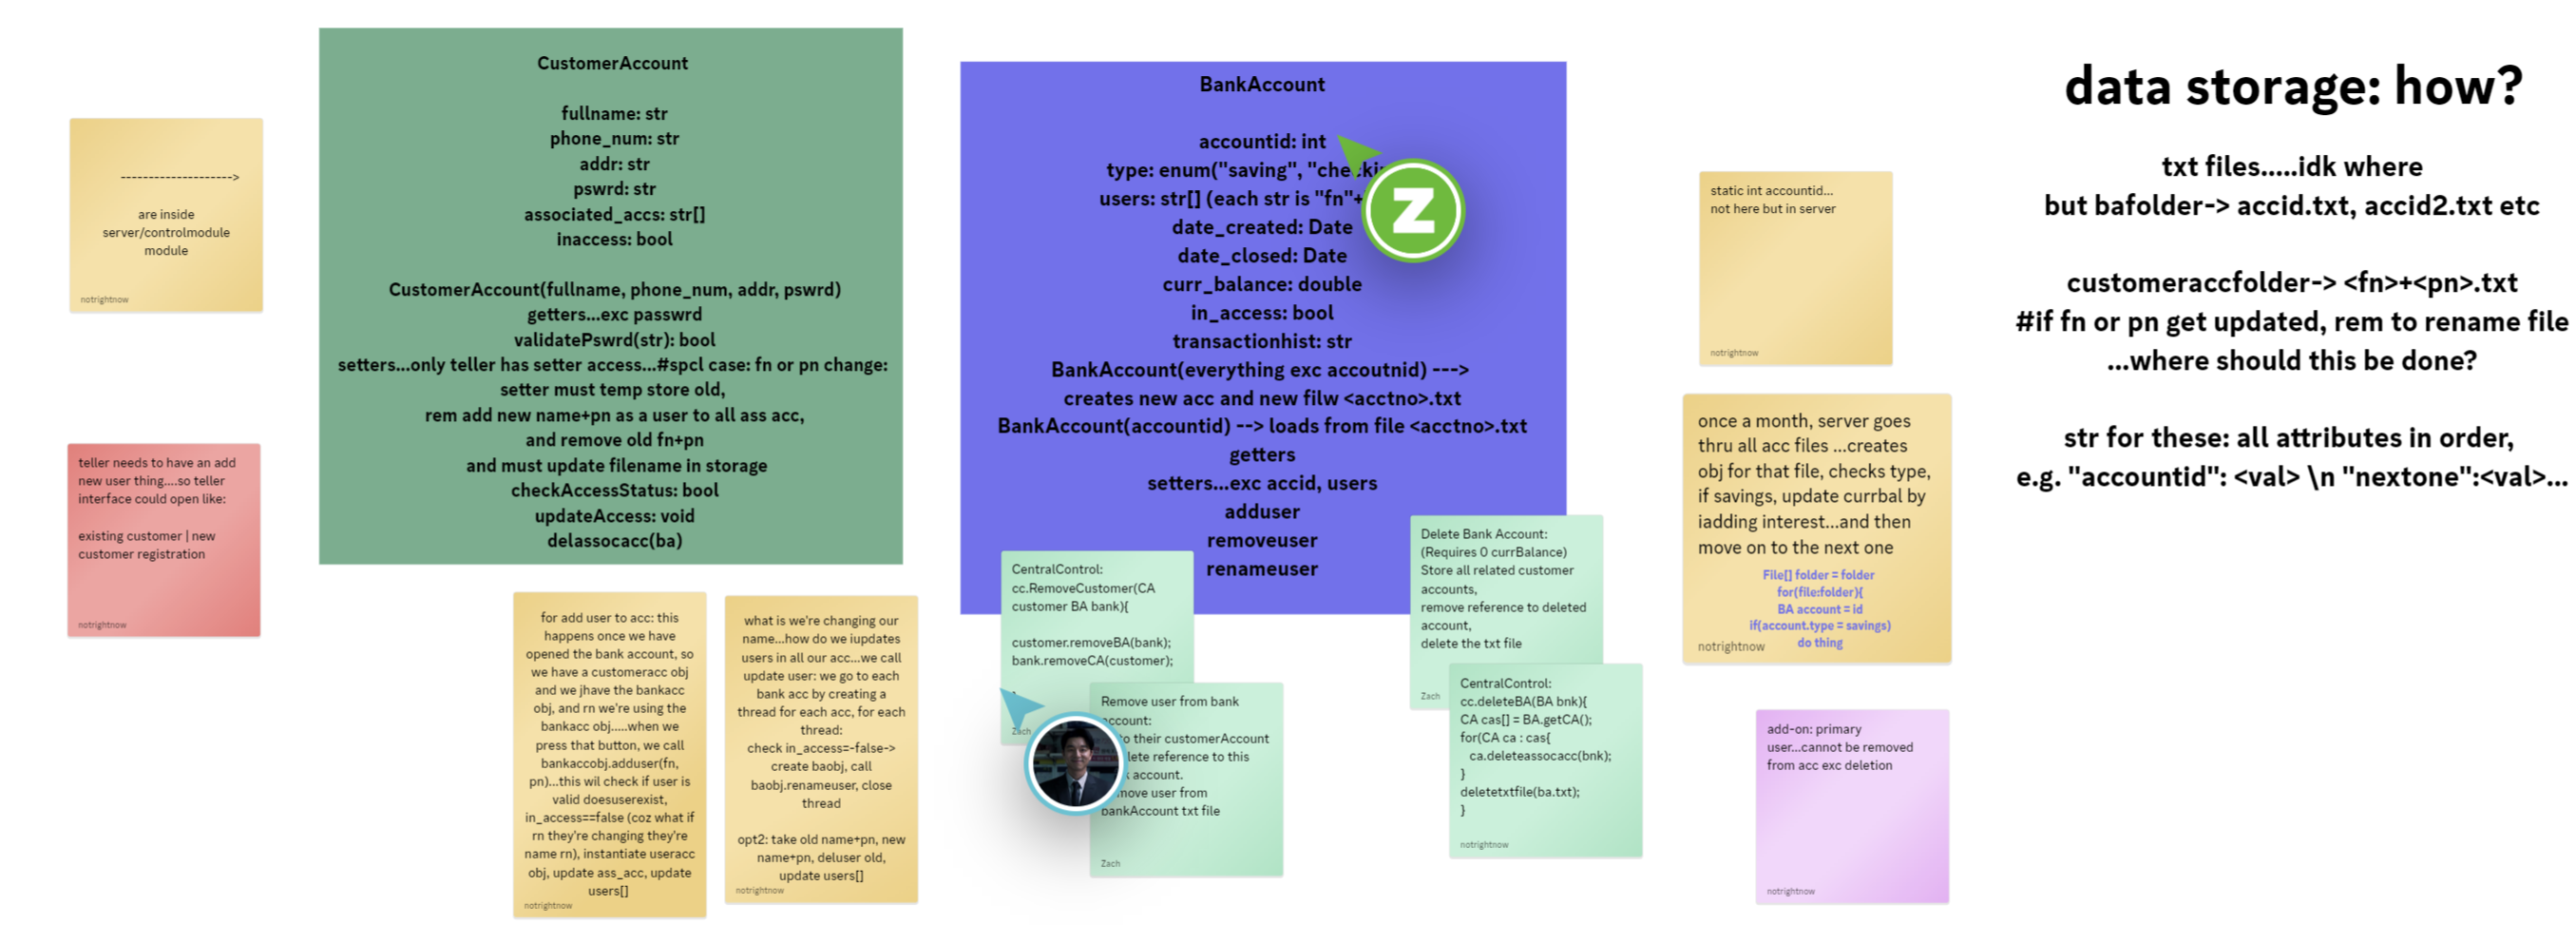 -------------------->
are inside
server/controlmodule
module
notrightnow
teller needs to have an add
new user thing....so teller
interface could open like:
existing customer | new
customer registration
notrightnow
CustomerAccount
fullname: str
phone_num: str
addr: str
pswrd: str
associated_accs: str[]
inaccess: bool
CustomerAccount(fullname, phone_num, addr, pswrd)
getters...exc passwrd
validatePswrd(str): bool
setters...only teller has setter access...#spcl case: fn or pn change:
setter must temp store old,
rem add new name+pn as a user to all ass acc,
and remove old fn+pn
and must update filename in storage
checkAccessStatus: bool
updateAccess: void
delassocacc(ba)
for add user to acc: this
happens once we have
opened the bank account, so
we have a customeracc obj
and we jhave the bankacc
obj, and rn we're using the
bankacc obj.....when we
press that button, we call
bankaccobj.adduser(fn,
pn)...this wil check if user is
valid doesuserexist,
in_access==false (coz what if
rn they're changing they're
name rn), instantiate useracc
obj, update ass_acc, update
users[]
notrightnow
what is we're changing our
name...how do we iupdates
users in all our acc...we call
update user: we go to each
bank acc by creating a
thread for each acc, for each
thread:
check in_access=-false->
create baobj, call
baobj.renameuser, close
thread
opt2: take old name+pn, new
name+pn, deluser old,
update users[]
notrightnow
BankAccount
accountid: int
type: enum("saving",
users: str[] (each str is "fn"+
date_created: Date
date_closed: Date
curr_balance: double
in_access: bool
transactionhist: str
BankAccount(everything exc accoutnid) --->
creates new acc and new filw <acctno>.txt
BankAccount(accountid) --> loads from file <acctno>.txt
getters
setters...exc accid, users
adduser
removeuser
renameuser
Z
CentralControl:
cc.RemoveCustomer(CA
customer BA bank){
customer.removeBA(bank);
bank.removeCA(customer);
Zach
Remove user from bank
account:
to their customerAccount
reference to this
account.
user from
bankAccount txt file
Zach
Delete Bank Account:
(Requires 0 currBalance)
Store all related customer
accounts,
remove reference to deleted
account,
delete the txt file
Zach
CentralControl:
cc.deleteBA(BA bnk){
CA cas[] = BA.getCA();
for(CA ca : cas{
ca.deleteassocacc(bnk);
}
deletetxtfile(ba.txt);
}
notrightnow
static int accountid...
not here but in server
notrightnow
once a month, server goes
thru all acc files ...creates
obj for that file, checks type,
if savings, update currbal by
iadding interest...and then
move on to the next one
File[] folder = folder
for(file:folder){
BA account = id
if(account.type = savings)
do thing
notrightnow
add-on: primary
user...cannot be removed
from acc exc deletion
notrightnow
data storage: how?
txt files.....idk where
but bafolder-> accid.txt, accid2.txt etc
customeraccfolder-> <fn>+<pn>.txt
#if fn or pn get updated, rem to rename file
...where should this be done?
str for these: all attributes in order,
e.g. "accountid": <val> \n "nextone":<val>...